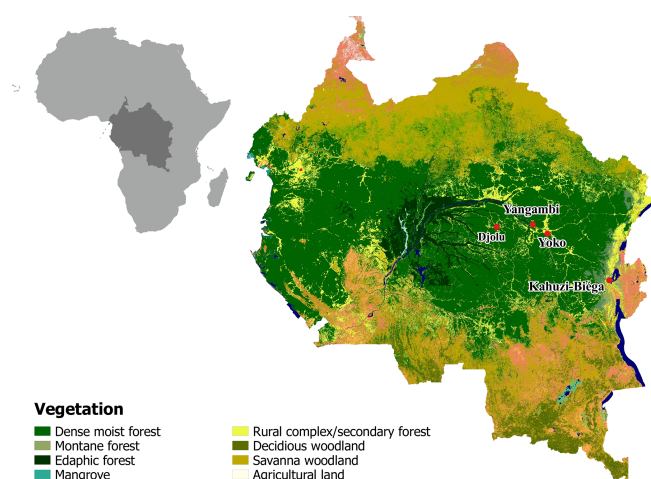 Yangambi
Djolu
Yoko
Kahuzi-Biega
Vegetation
Dense moist forest
Montane forest
Edaphic forest
Mangrove
Rural complex/secondary forest
Decidious woodland
Savanna woodland
Agricultural land